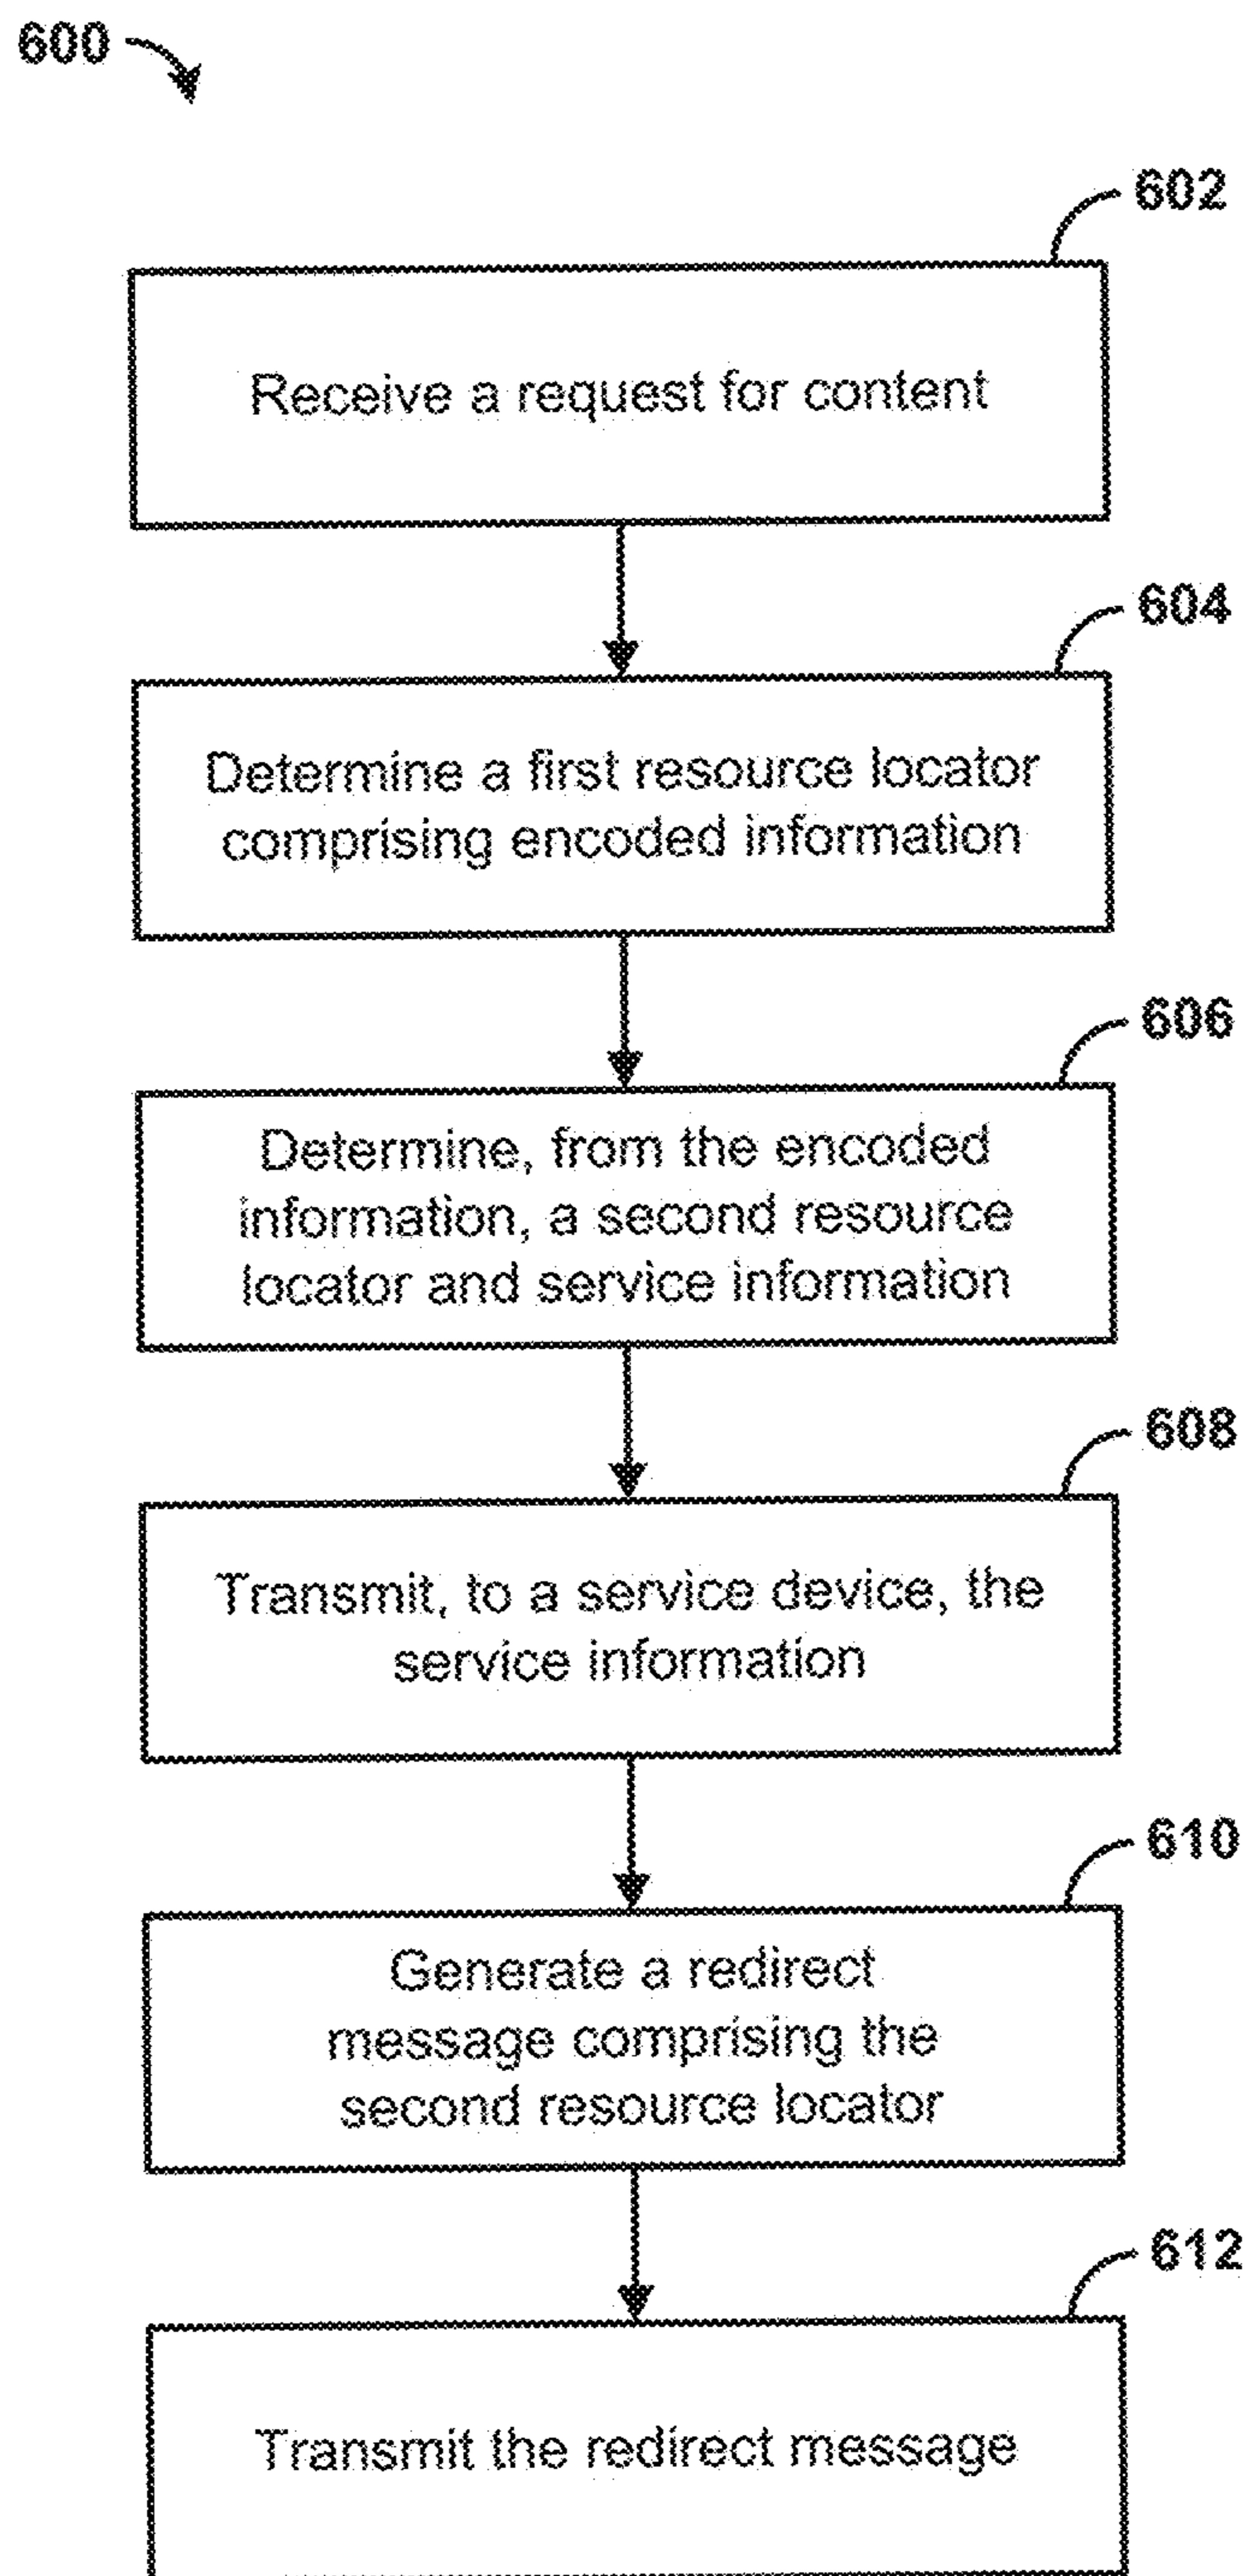 600
602
Receive a request for content
604
Determine a first resource locator
comprising encoded information
606
Determine, from the encoded
information, a second resource
locator and service information
608
Transmit, to a service device, the
service information
610
Generate a redirect
message comprising the
second resource locator
612
Transmit the redirect message